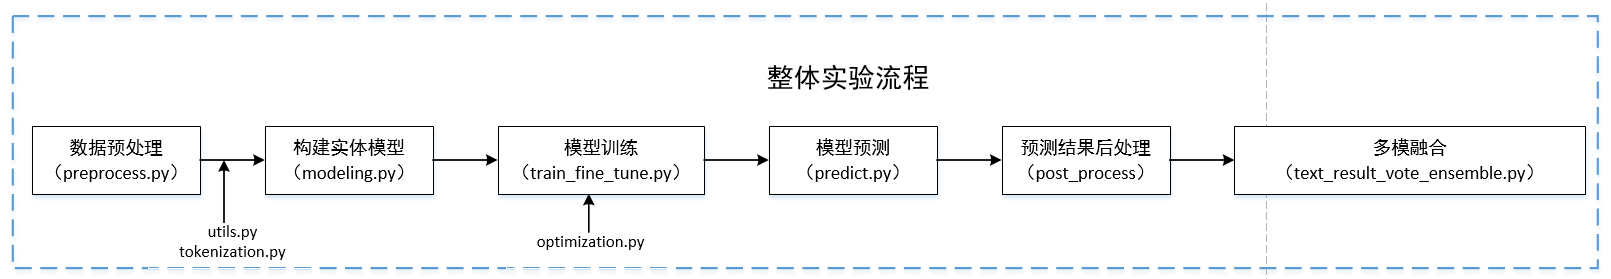 整体实验流程
数据预处理
（preprocess.py）
构建实体模型
（modeling.py）
模型训练
（train_fine_tune.py）
模型预测
（predict.py）
预测结果后处理
（post_process）
多模融合
（text_result_vote_ensemble.py）
utils.py
tokenization.py
optimization.py